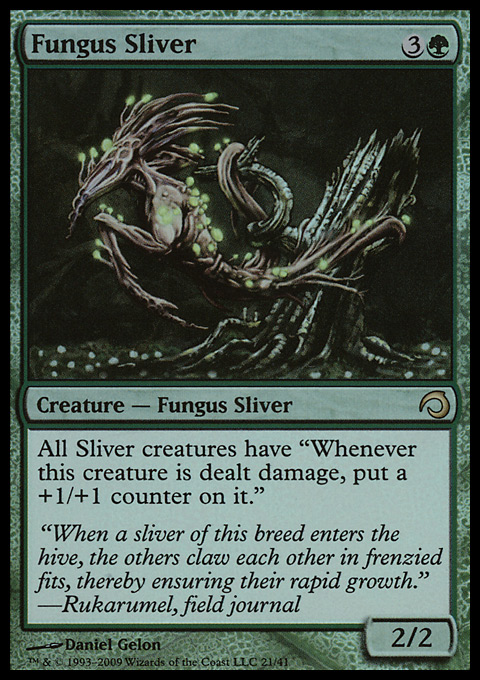 Fungus Sliver 3
Creature — Fungus Sliver
All Sliver creatures have “Whenever
this creature is dealt damage, put a
+1/+1 counter on it.”
“When a sliver of this breed enters the
hive, the others claw each other in frenzied
fits, thereby ensuring their rapid growth.”
—Rukarumel, field journal
Daniel Gelon
2/2
™ & © 1993–2009 Wizards of the Coast LLC 21/41